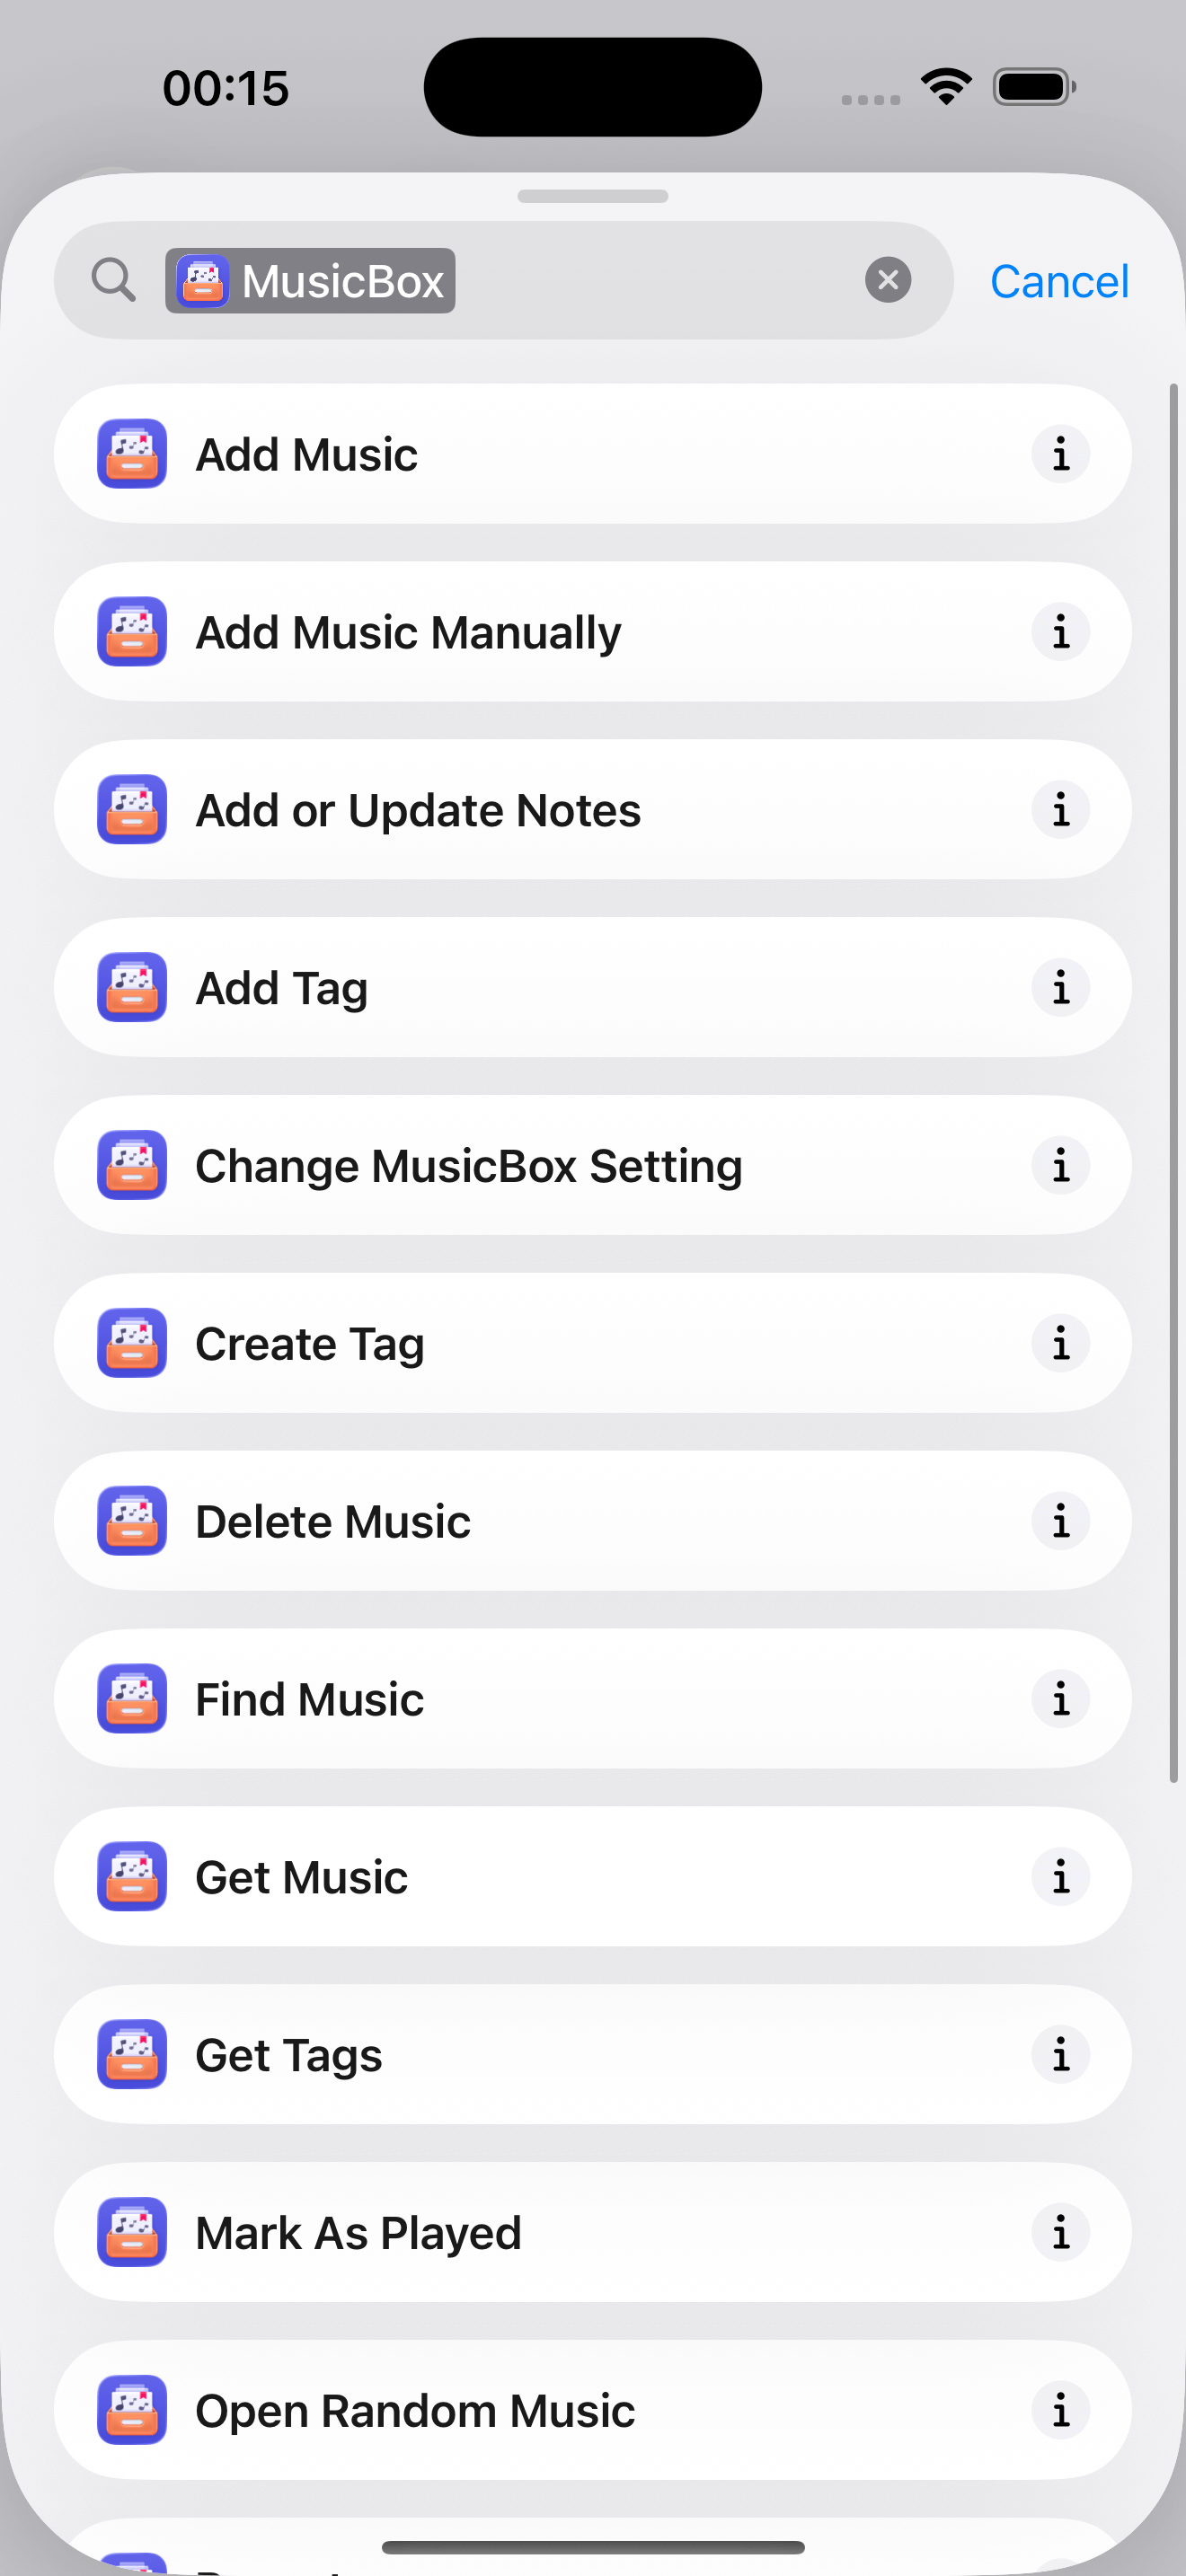 00:15
MusicBox
Cancel
Add Music
Add Music Manually
Add or Update Notes
Add Tag
Change MusicBox Setting
Create Tag
Delete Music
Find Music
Get Music
Get Tags
Mark As Played
Open Random Music